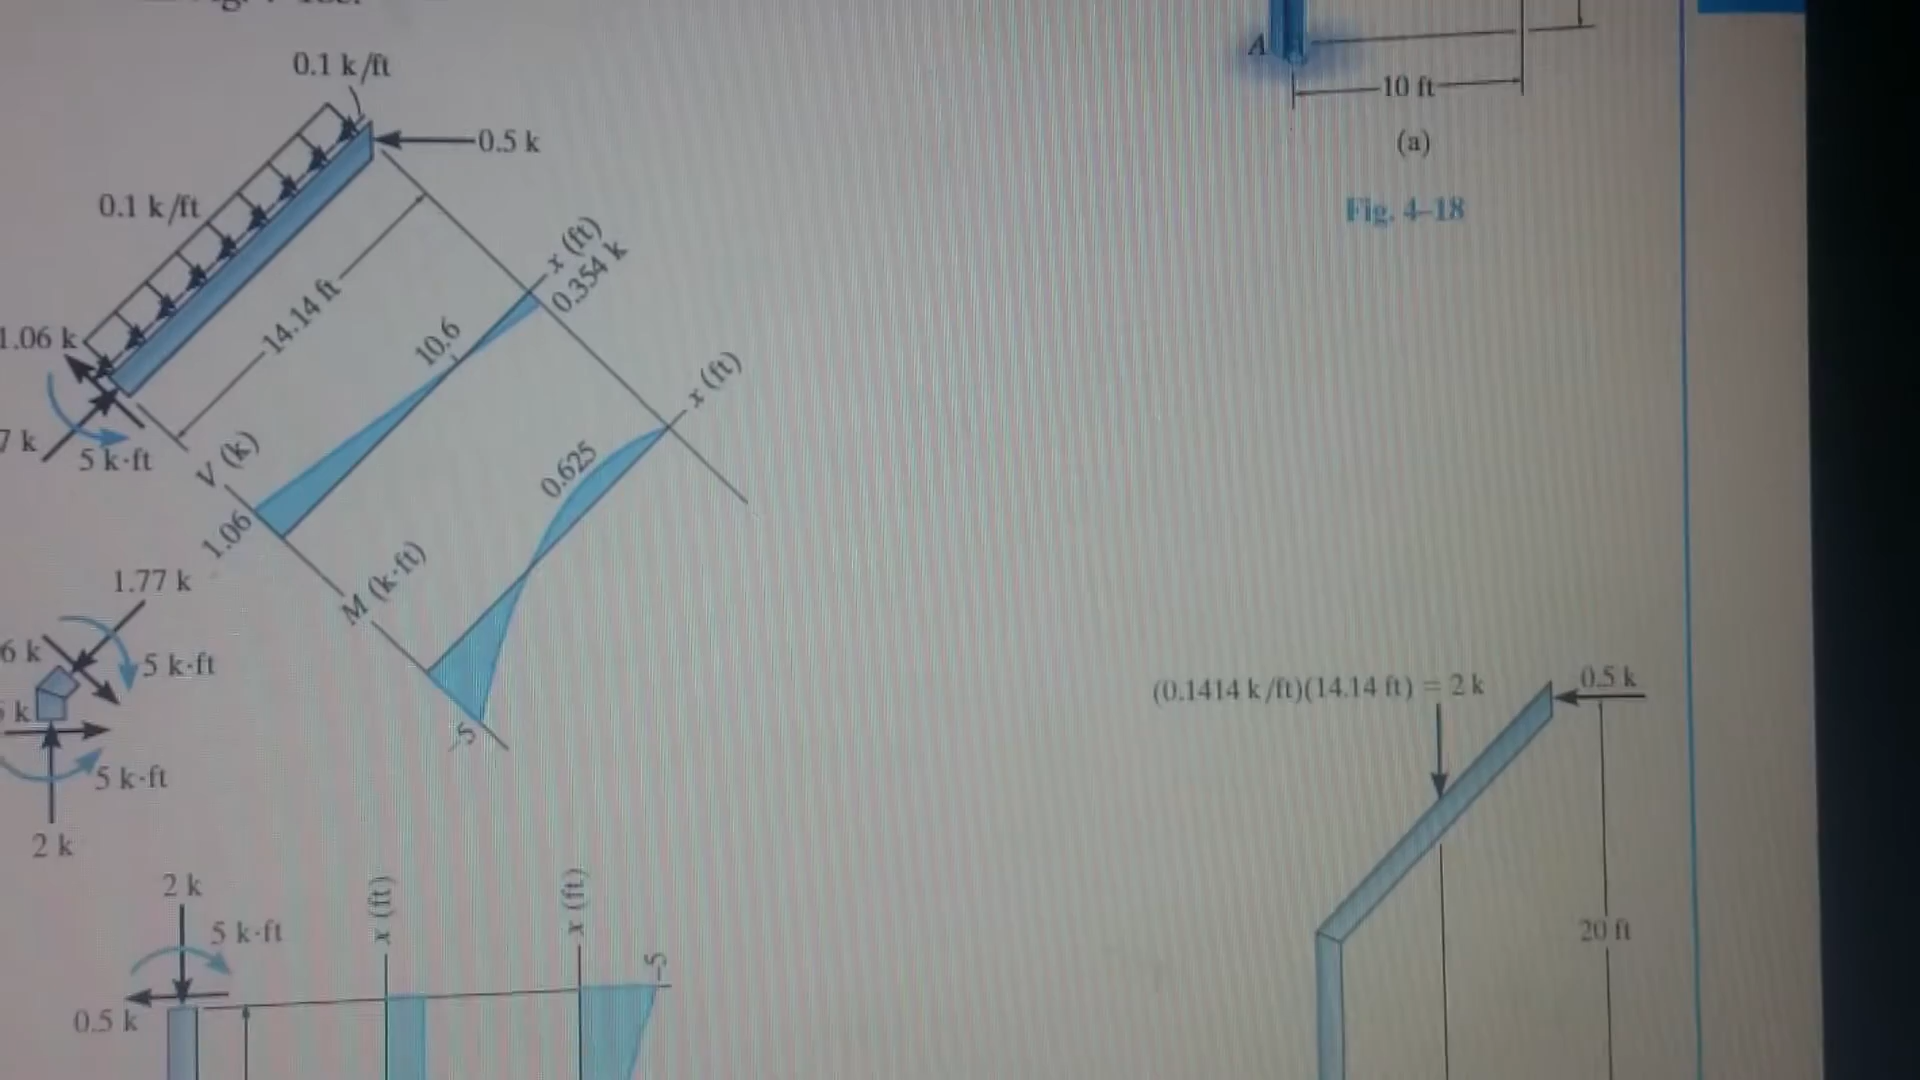 0.1 k/ft
0.5 k
0.1 k/ft
1.06 k
14.14 ft
7 k
5 k·ft
V (k)
10.6
x (ft)
0.354 k
1.06
M (k·ft)
0.625
x (ft)
-5
1.77 k
6 k
5 k·ft
k
5 k·ft
2 k
2 k
5 k·ft
0.5 k
x (ft)
x (ft)
-5
A
10 ft
(a)
Fig. 4–18
(0.1414 k/ft)(14.14 ft) = 2 k
0.5 k
20 ft